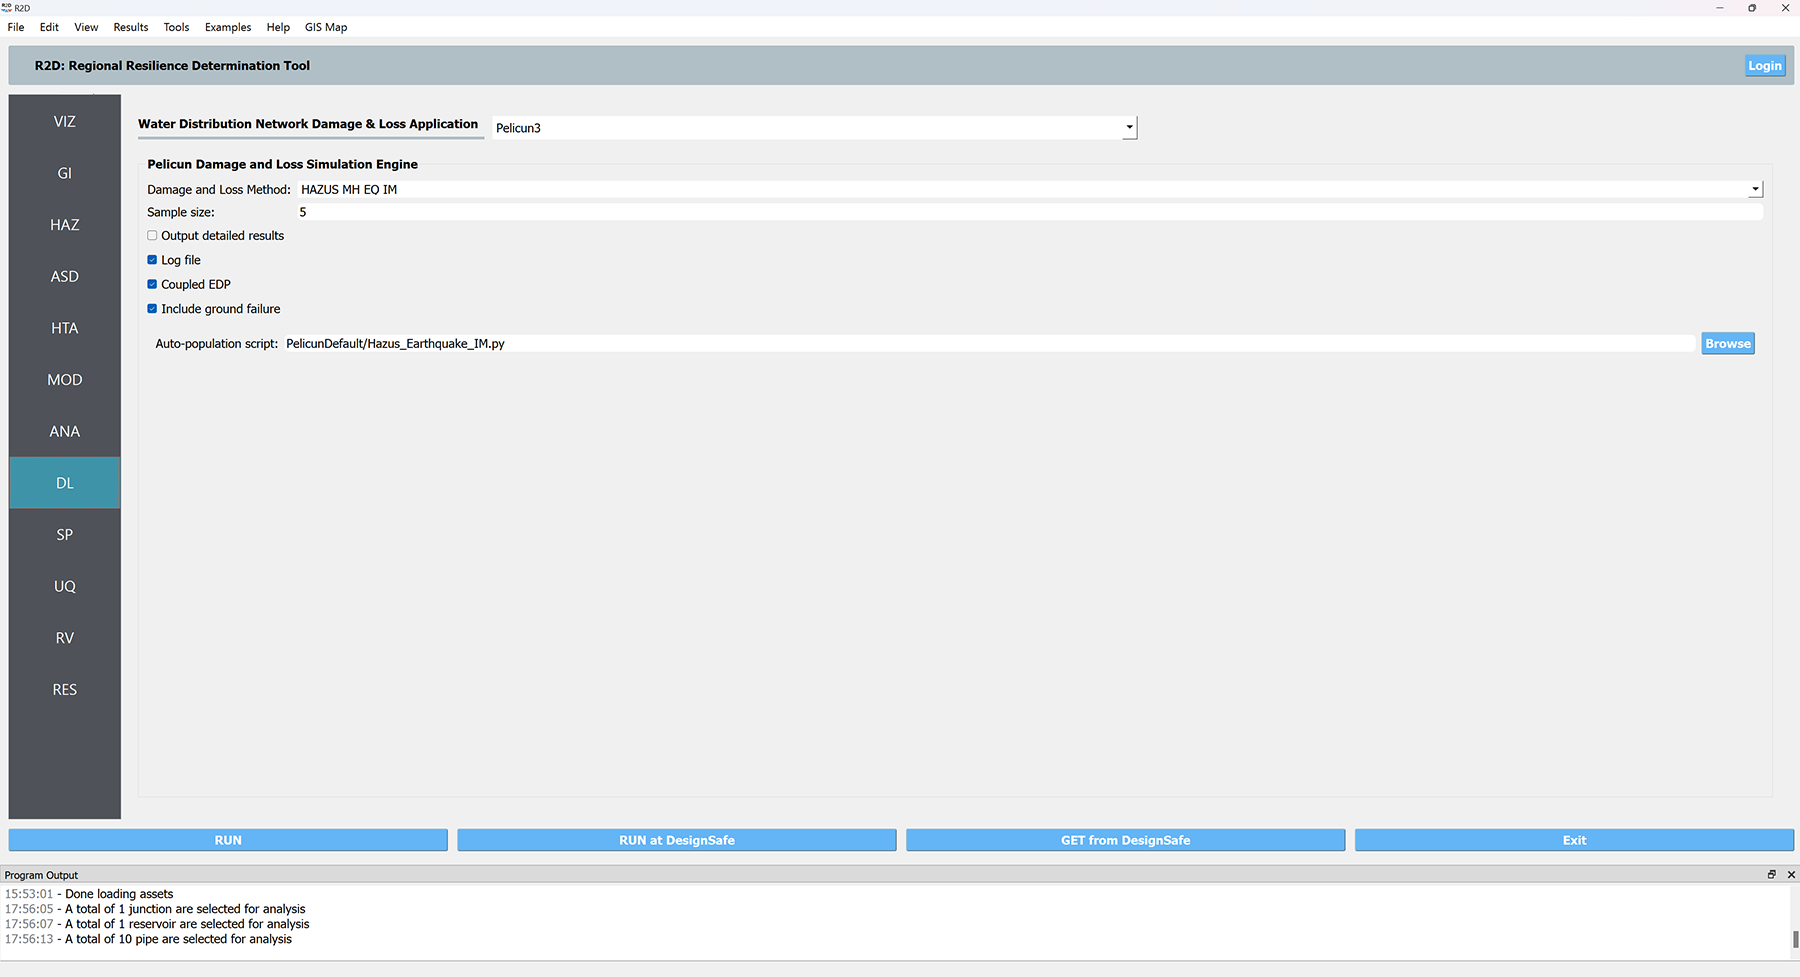 R2D
File Edit View Results Tools Examples Help GIS Map
R2D: Regional Resilience Determination Tool
Login
VIZ
GI
HAZ
ASD
HTA
MOD
ANA
DL
SP
UQ
RV
RES
Water Distribution Network Damage & Loss Application Pelicun3
Pelicun Damage and Loss Simulation Engine
Damage and Loss Method: HAZUS MH EQ IM
Sample size: 5
Output detailed results
Log file
Coupled EDP
Include ground failure
Auto-population script: PelicunDefault/Hazus_Earthquake_IM.py Browse
RUN RUN at DesignSafe GET from DesignSafe Exit
Program Output
15:53:01 - Done loading assets
17:56:05 - A total of 1 junction are selected for analysis
17:56:07 - A total of 1 reservoir are selected for analysis
17:56:13 - A total of 10 pipe are selected for analysis